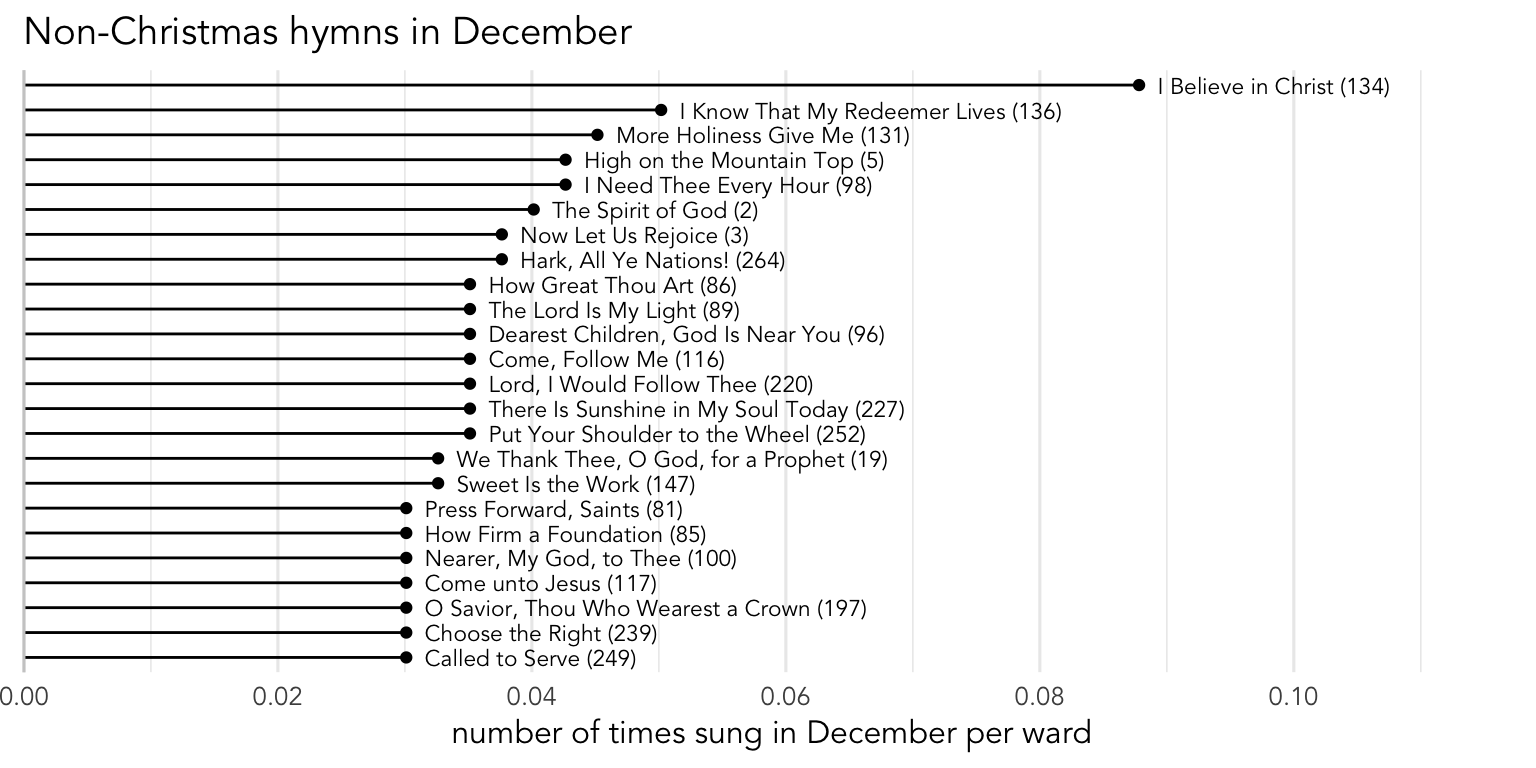 Non-Christmas hymns in December
I Believe in Christ (134)
I Know That My Redeemer Lives (136)
More Holiness Give Me (131)
High on the Mountain Top (5)
I Need Thee Every Hour (98)
The Spirit of God (2)
Now Let Us Rejoice (3)
Hark, All Ye Nations! (264)
How Great Thou Art (86)
The Lord Is My Light (89)
Dearest Children, God Is Near You (96)
Come, Follow Me (116)
Lord, I Would Follow Thee (220)
There Is Sunshine in My Soul Today (227)
Put Your Shoulder to the Wheel (252)
We Thank Thee, O God, for a Prophet (19)
Sweet Is the Work (147)
Press Forward, Saints (81)
How Firm a Foundation (85)
Nearer, My God, to Thee (100)
Come unto Jesus (117)
O Savior, Thou Who Wearest a Crown (197)
Choose the Right (239)
Called to Serve (249)
0.00 0.02 0.04 0.06 0.08 0.10
number of times sung in December per ward